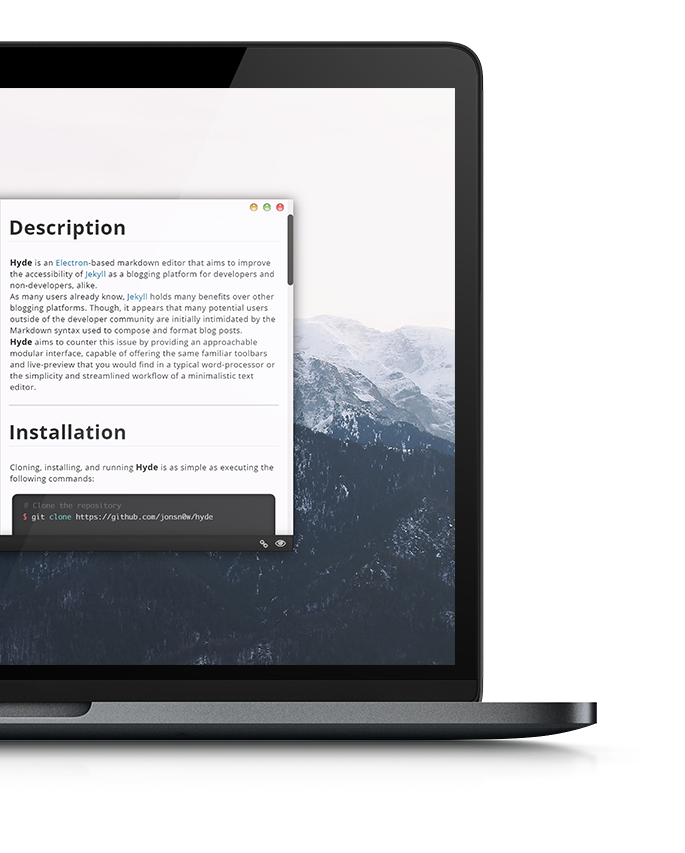 Description
Hyde is an Electron-based markdown editor that aims to improve
the accessibility of Jekyll as a blogging platform for developers and
non-developers, alike.
As many users already know, Jekyll holds many benefits over other
blogging platforms. Though, it appears that many potential users
outside of the developer community are initially intimidated by the
Markdown syntax used to compose and format blog posts.
Hyde aims to counter this issue by providing an approachable
modular interface, capable of offering the same familiar toolbars
and live-preview that you would find in a typical word-processor or
the simplicity and streamlined workflow of a minimalistic text
editor.
Installation
Cloning, installing, and running Hyde is as simple as executing the
following commands:
# Clone the repository
$ git clone https://github.com/jonsn0w/hyde